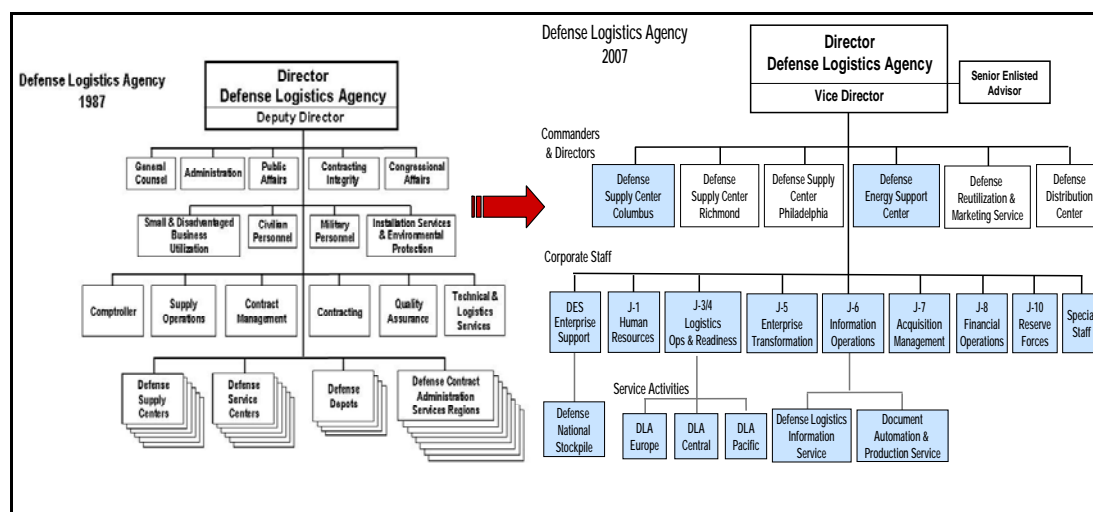 Defense Logistics Agency
1987
Director
Defense Logistics Agency
Deputy Director
General
Counsel
Administration
Public
Affairs
Contracting
Integrity
Congressional
Affairs
Small & Disadvantaged
Business
Utilization
Civilian
Personnel
Military
Personnel
Installation Services
& Environmental
Protection
Comptroller
Supply
Operations
Contract
Management
Contracting
Quality
Assurance
Technical &
Logistics
Services
Defense
Supply
Centers
Defense
Service
Centers
Defense
Depots
Defense Contract
Administration
Services Regions
Defense Logistics Agency
2007
Director
Defense Logistics Agency
Vice Director
Senior Enlisted
Advisor
Commanders
& Directors
Defense
Supply Center
Columbus
Defense
Supply Center
Richmond
Defense Supply
Center
Philadelphia
Defense
Energy Support
Center
Defense
Reutilization &
Marketing Service
Defense
Distribution
Center
Corporate Staff
DES
Enterprise
Support
J-1
Human
Resources
J-3/4
Logistics
Ops & Readiness
J-5
Enterprise
Transformation
J-6
Information
Operations
J-7
Acquisition
Management
J-8
Financial
Operations
J-10
Reserve
Forces
Special
Staff
Service Activities
Defense
National
Stockpile
DLA
Europe
DLA
Central
DLA
Pacific
Defense Logistics
Information
Service
Document
Automation &
Production Service